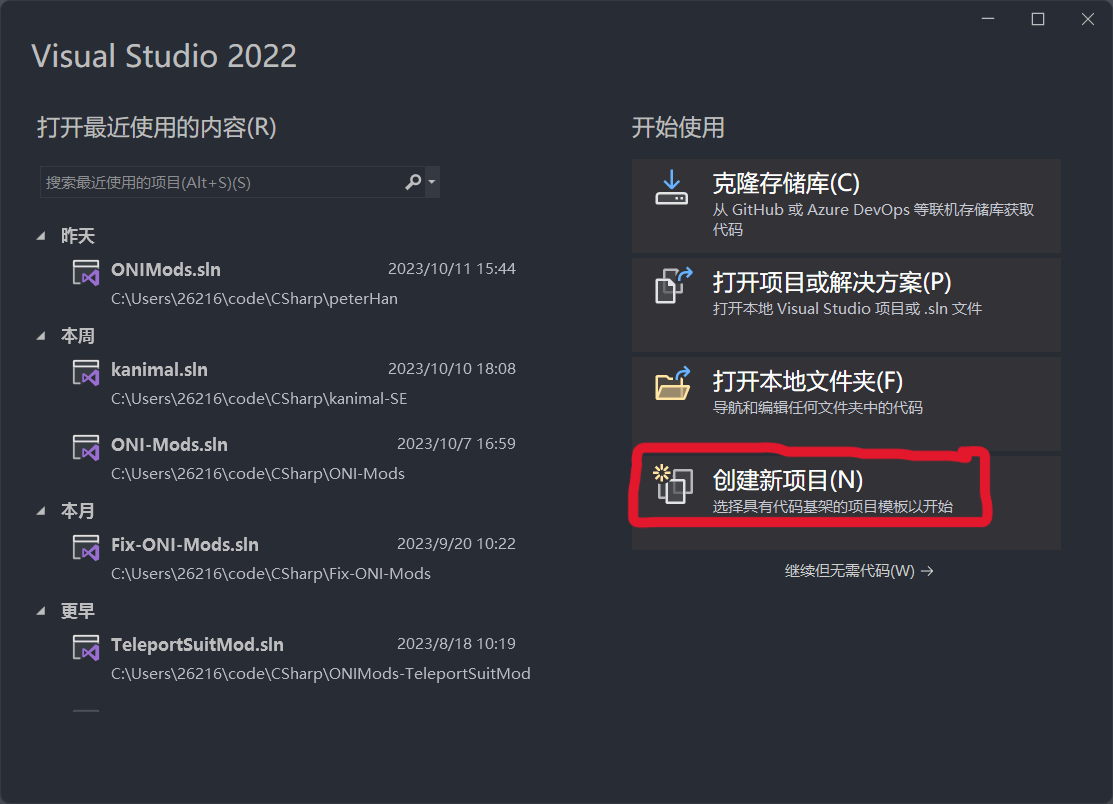 Visual Studio 2022
打开最近使用的内容(R)
搜索最近使用的项目(Alt+S)(S)
昨天
ONIMods.sln 2023/10/11 15:44
C:\Users\26216\code\CSharp\peterHan
本周
kanimal.sln 2023/10/10 18:08
C:\Users\26216\code\CSharp\kanimal-SE
ONI-Mods.sln 2023/10/7 16:59
C:\Users\26216\code\CSharp\ONI-Mods
本月
Fix-ONI-Mods.sln 2023/9/20 10:22
C:\Users\26216\code\CSharp\Fix-ONI-Mods
更早
TeleportSuitMod.sln 2023/8/18 10:19
C:\Users\26216\code\CSharp\ONIMods-TeleportSuitMod
开始使用
克隆存储库(C)
从 GitHub 或 Azure DevOps 等联机存储库获取
代码
打开项目或解决方案(P)
打开本地 Visual Studio 项目或 .sln 文件
打开本地文件夹(F)
导航和编辑任何文件夹中的代码
创建新项目(N)
选择具有代码基架的项目模板以开始
继续但无需代码(W) →